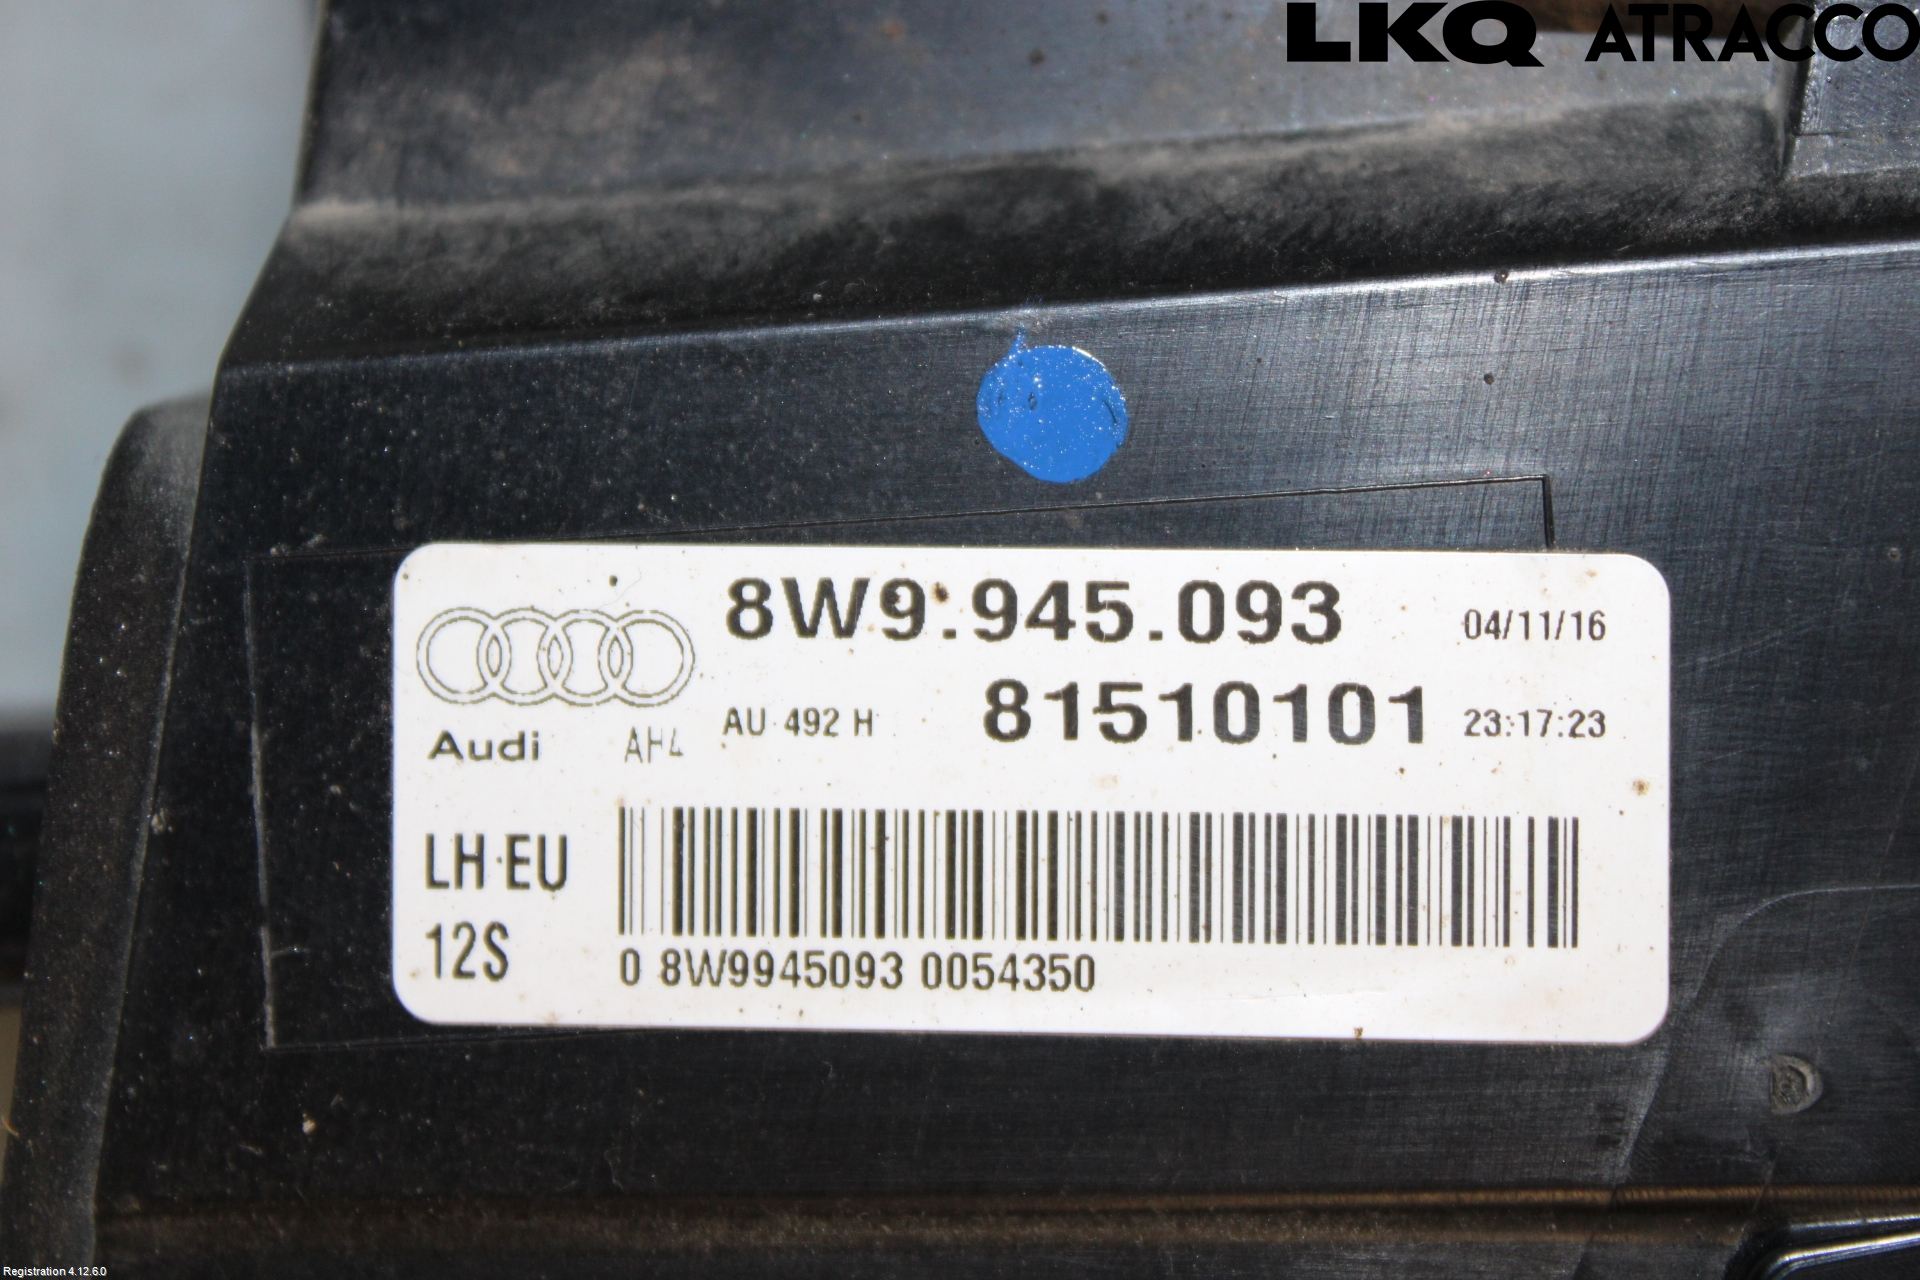 LKQ ATRACCO
8W9.945.093 04/11/16
Audi AH4 AU 492 H 81510101 23:17:23
LH EU
12S
0 8W9945093 0054350
Registration 4.12.6.0